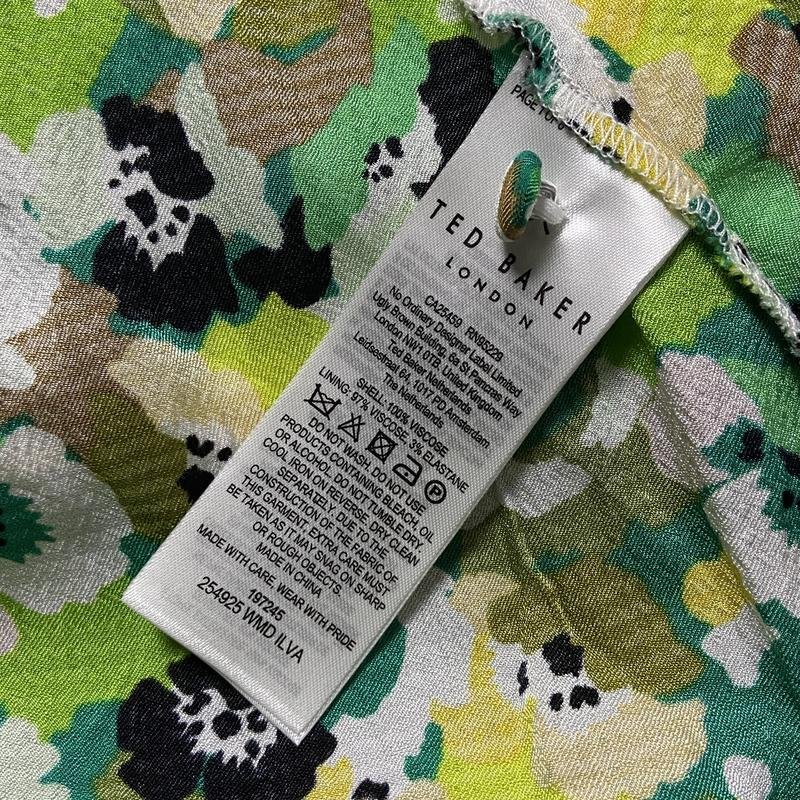 PAGE 1 OF
TED BAKER
LONDON
CA25459 RN93229
No Ordinary Designer Label Limited
Ugly Brown Building, 6a St Pancras Way
London NW1 0TB, United Kingdom
Ted Baker Netherlands
Leidsestraat 64, 1017 PD Amsterdam
The Netherlands
SHELL: 100% VISCOSE
LINING: 97% VISCOSE 3% ELASTANE
P
DO NOT WASH. DO NOT USE
PRODUCTS CONTAINING BLEACH, OIL
OR ALCOHOL. DO NOT TUMBLE DRY.
COOL IRON ON REVERSE. DRY CLEAN
SEPARATELY. DUE TO THE
CONSTRUCTION OF THE FABRIC OF
THIS GARMENT, EXTRA CARE MUST
BE TAKEN AS IT MAY SNAG ON SHARP
OR ROUGH OBJECTS.
MADE IN CHINA
MADE WITH CARE. WEAR WITH PRIDE
197245
254925 WMD ILVA